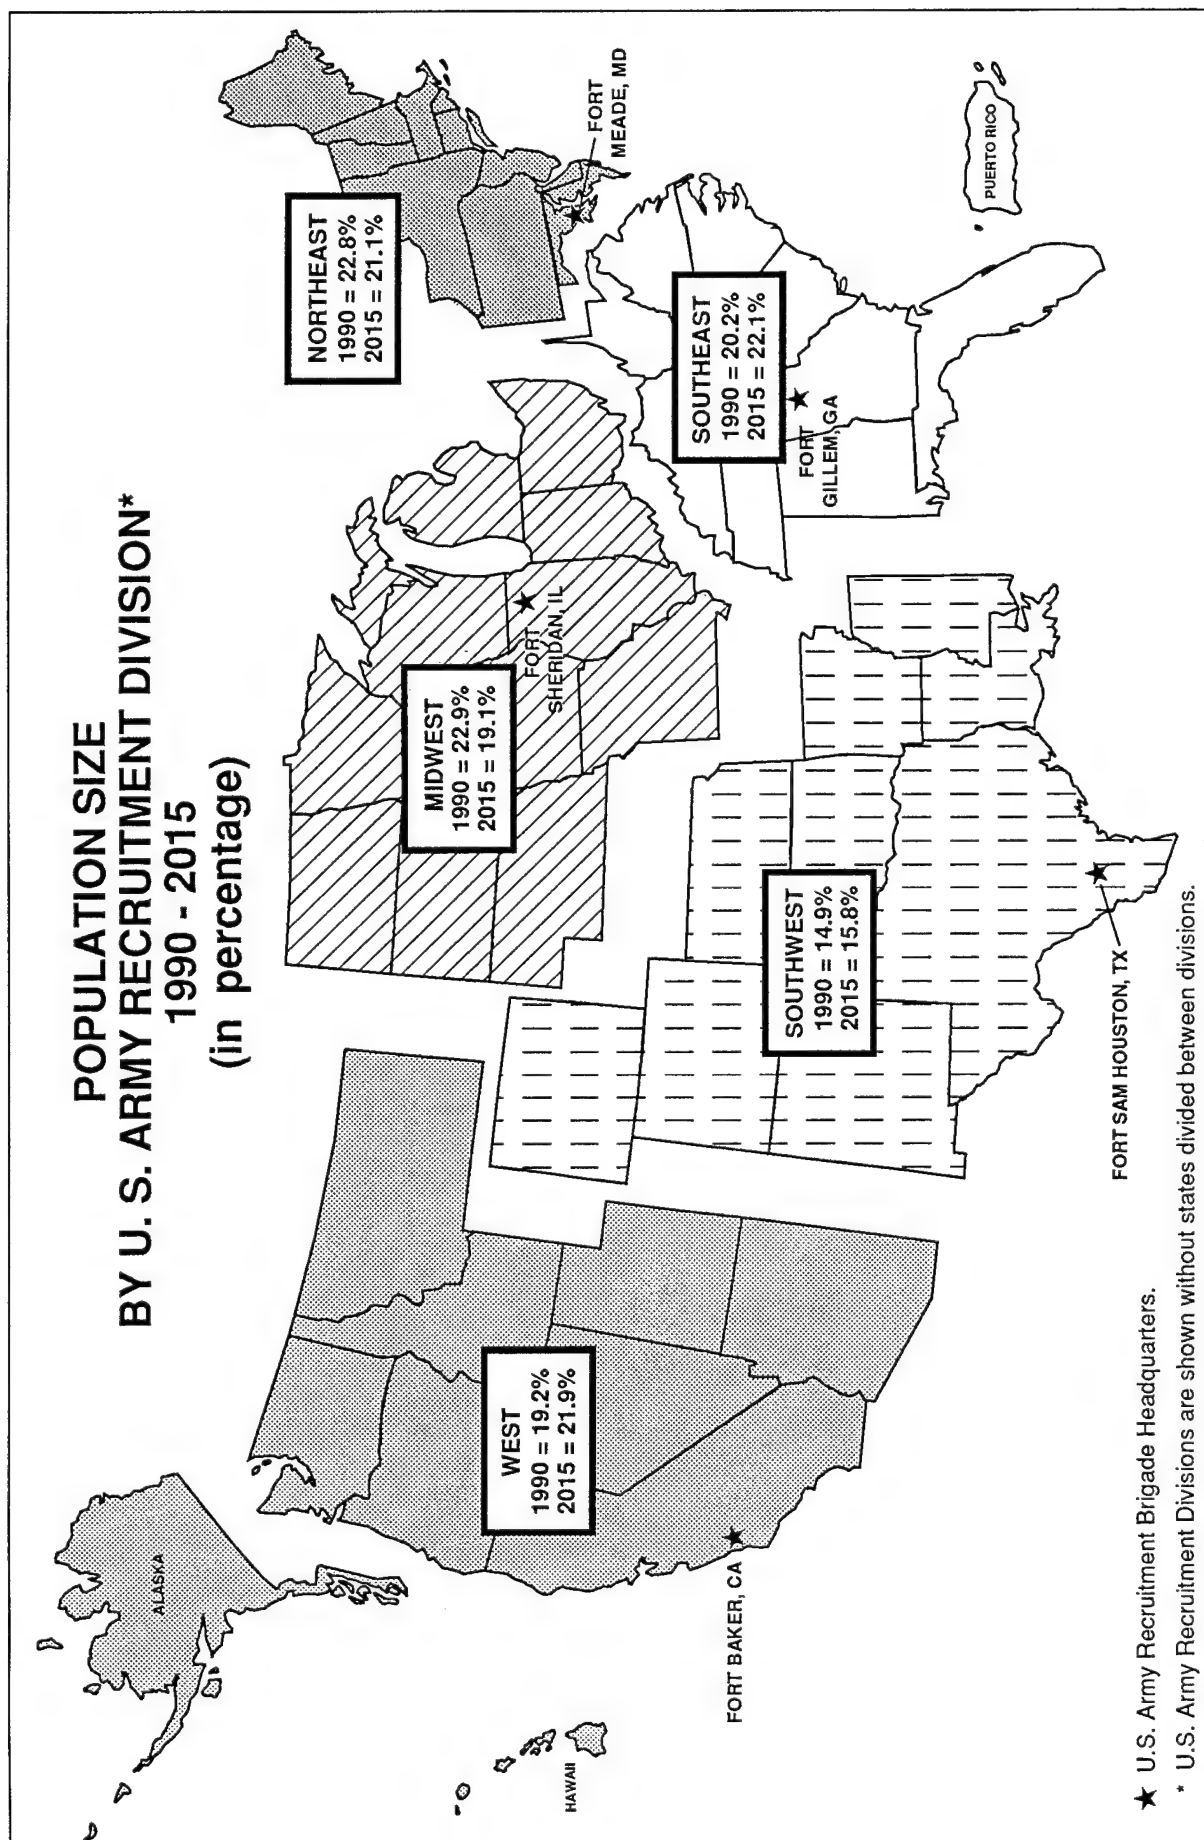 POPULATION SIZE
BY U. S. ARMY RECRUITMENT DIVISION*
1990 - 2015
(in percentage)
ALASKA
HAWAII
WEST
1990 = 19.2%
2015 = 21.9%
FORT BAKER, CA
MIDWEST
1990 = 22.9%
2015 = 19.1%
FORT
SHERIDAN, IL
NORTHEAST
1990 = 22.8%
2015 = 21.1%
FORT
MEADE, MD
SOUTHWEST
1990 = 14.9%
2015 = 15.8%
FORT SAM HOUSTON, TX
SOUTHEAST
1990 = 20.2%
2015 = 22.1%
FORT
GILLEM, GA
PUERTO RICO
★ U.S. Army Recruitment Brigade Headquarters.
* U.S. Army Recruitment Divisions are shown without states divided between divisions.